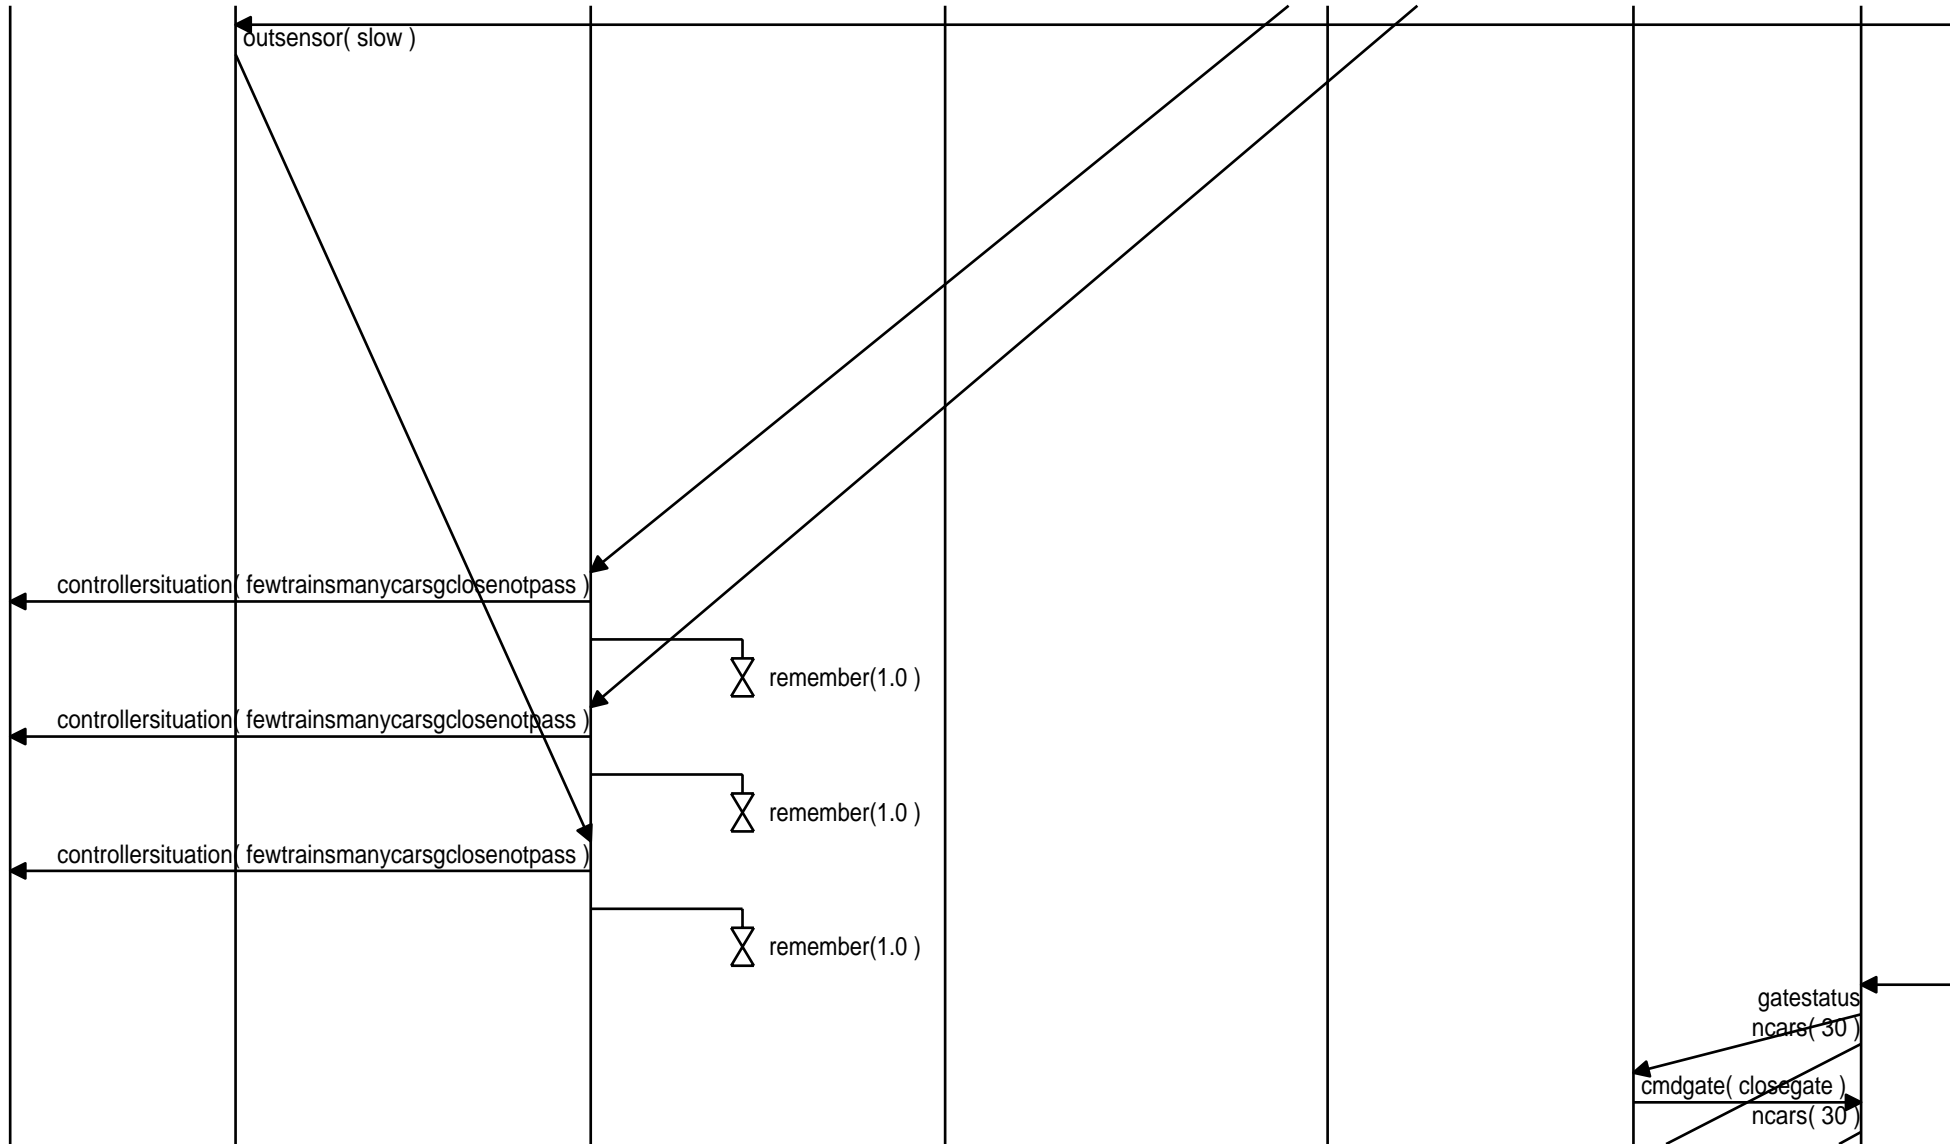 outsensor( slow )
controllersituation( fewtrainsmanycarsgclosenotpass )
remember(1.0 )
controllersituation( fewtrainsmanycarsgclosenotpass )
remember(1.0 )
controllersituation( fewtrainsmanycarsgclosenotpass )
remember(1.0 )
gatestatus
ncars( 30 )
cmdgate( closegate )
ncars( 30 )